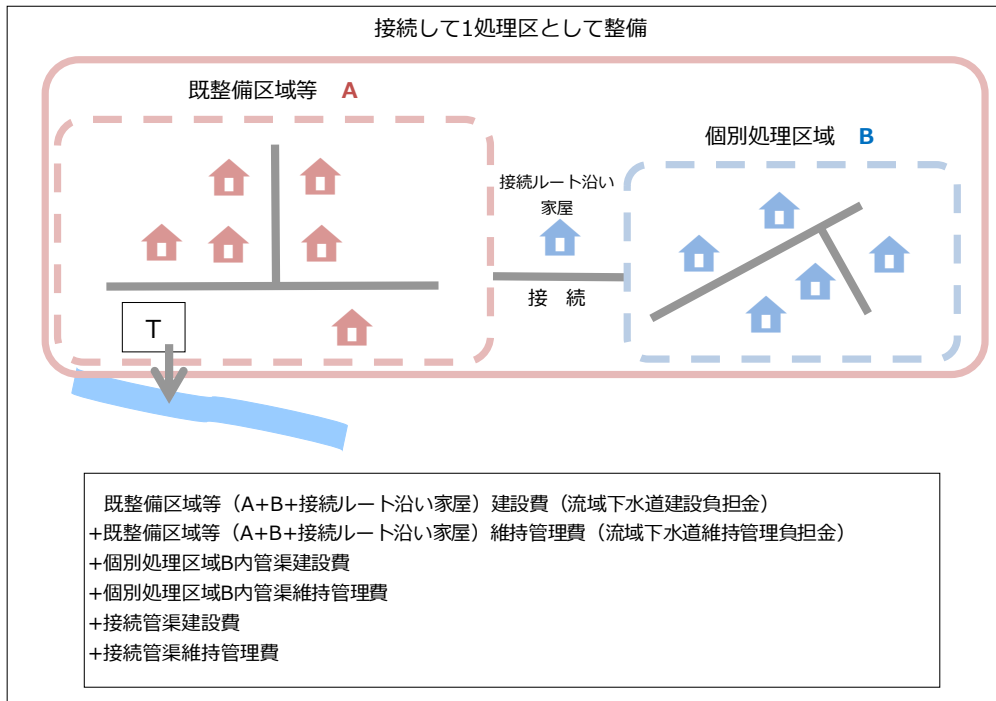 接続して1処理区として整備
既整備区域等 A
個別処理区域 B
接続ルート沿い
家屋
接 続
T
既整備区域等（A+B+接続ルート沿い家屋）建設費（流域下水道建設負担金）
+既整備区域等（A+B+接続ルート沿い家屋）維持管理費（流域下水道維持管理負担金）
+個別処理区域B内管渠建設費
+個別処理区域B内管渠維持管理費
+接続管渠建設費
+接続管渠維持管理費